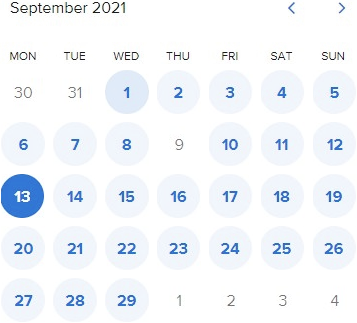 September 2021
MON TUE WED THU FRI SAT SUN
30 31 1 2 3 4 5
6 7 8 9 10 11 12
13 14 15 16 17 18 19
20 21 22 23 24 25 26
27 28 29 1 2 3 4